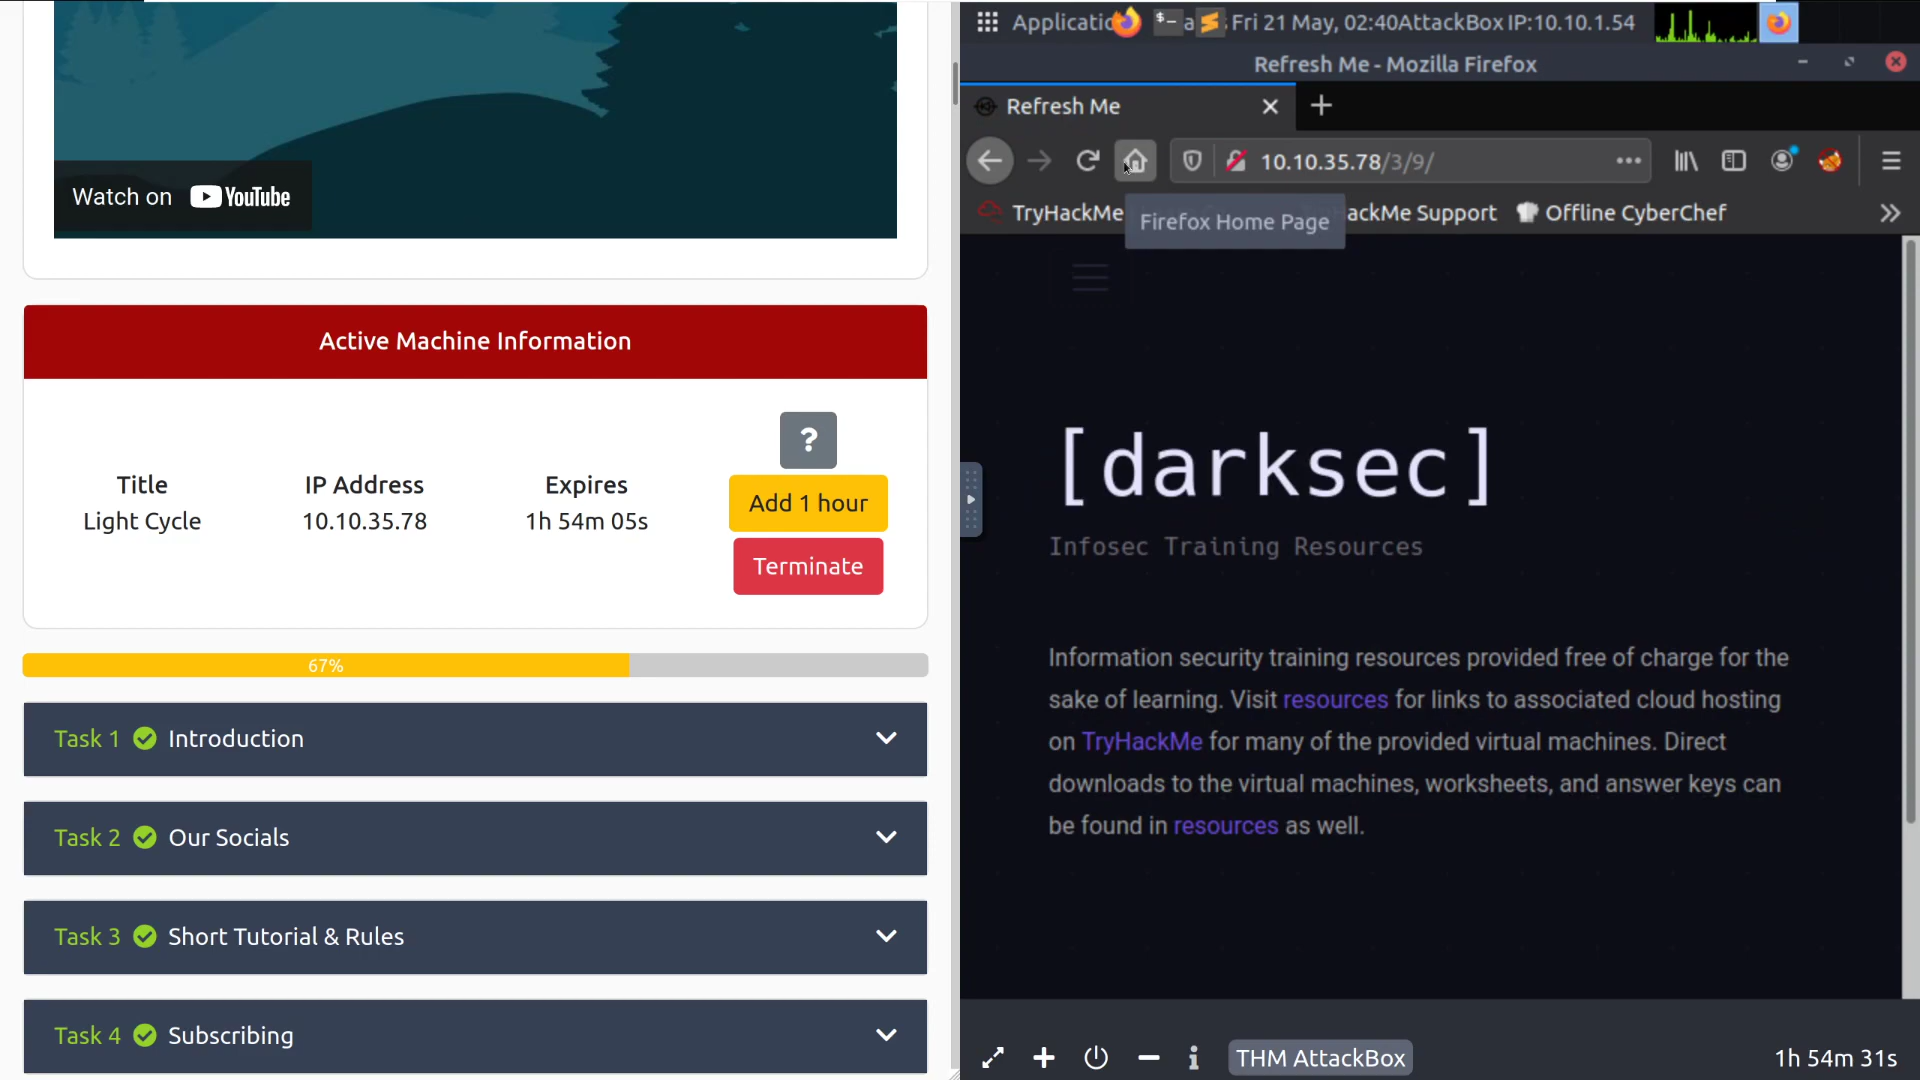 Watch on YouTube
Active Machine Information
?
Title IP Address Expires
Add 1 hour
Light Cycle 10.10.35.78 1h 54m 05s
Terminate
67%
Task 1 Introduction
Task 2 Our Socials
Task 3 Short Tutorial & Rules
Task 4 Subscribing
Fri 21 May, 02:40 AttackBox IP:10.10.1.54
Refresh Me - Mozilla Firefox
Refresh Me
10.10.35.78/3/9/
TryHackMe
ackMe Support
Offline CyberChef
Firefox Home Page
[darksec]
Infosec Training Resources
Information security training resources provided free of charge for the
sake of learning. Visit resources for links to associated cloud hosting
on TryHackMe for many of the provided virtual machines. Direct
downloads to the virtual machines, worksheets, and answer keys can
be found in resources as well.
THM AttackBox
1h 54m 31s